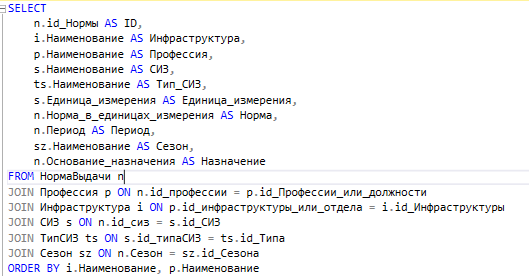 SELECT
n.id_Нормы AS ID,
i.Наименование AS Инфраструктура,
p.Наименование AS Профессия,
s.Наименование AS СИЗ,
ts.Наименование AS Тип_СИЗ,
s.Единица_измерения AS Единица_измерения,
n.Норма_в_единицах_измерения AS Норма,
n.Период AS Период,
sz.Наименование AS Сезон,
n.Основание_назначения AS Назначение
FROM НормаВыдачи n
JOIN Профессия p ON n.id_профессии = p.id_Профессии_или_должности
JOIN Инфраструктура i ON p.id_инфраструктуры_или_отдела = i.id_Инфраструктуры
JOIN СИЗ s ON n.id_сиз = s.id_СИЗ
JOIN ТипСИЗ ts ON s.id_типаСИЗ = ts.id_Типа
JOIN Сезон sz ON n.Сезон = sz.id_Сезона
ORDER BY i.Наименование, p.Наименование